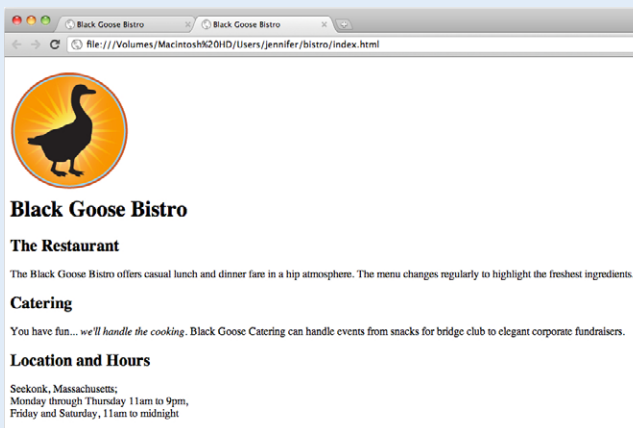 Black Goose Bistro
Black Goose Bistro
file:///Volumes/Macintosh%20HD/Users/jennifer/bistro/index.html
Black Goose Bistro
The Restaurant
The Black Goose Bistro offers casual lunch and dinner fare in a hip atmosphere. The menu changes regularly to highlight the freshest ingredients.
Catering
You have fun... we'll handle the cooking. Black Goose Catering can handle events from snacks for bridge club to elegant corporate fundraisers.
Location and Hours
Seekonk, Massachusetts;
Monday through Thursday 11am to 9pm,
Friday and Saturday, 11am to midnight